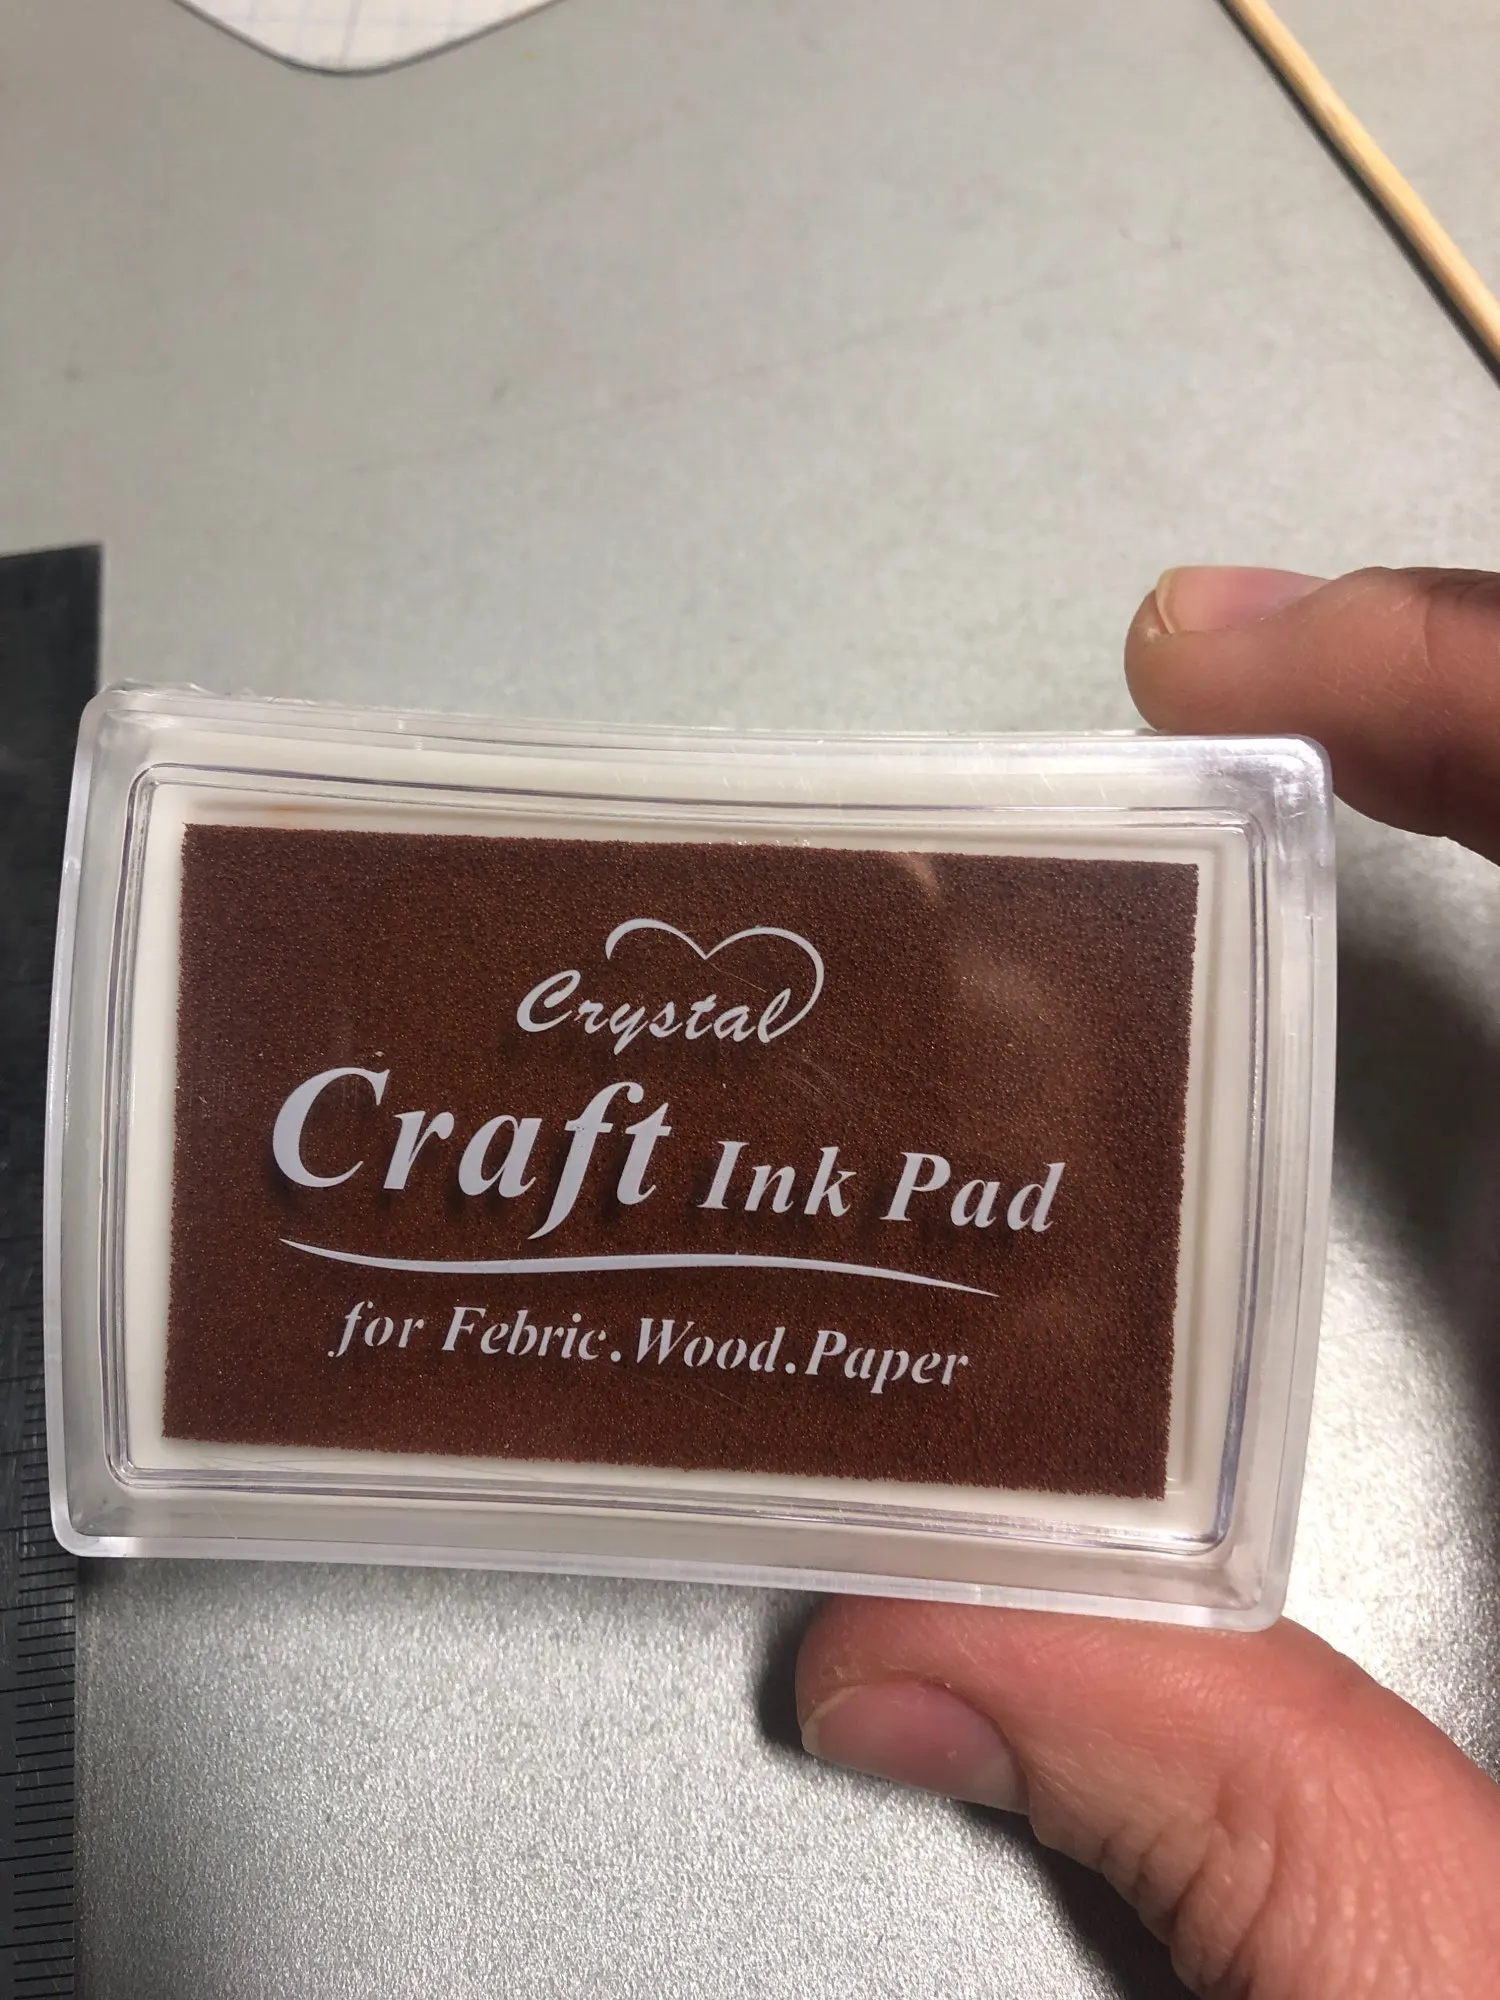 Crystal
Craft Ink Pad
for Febric.Wood.Paper